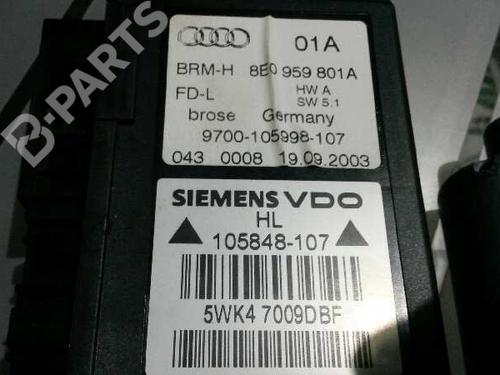 B-PARTS
01A
BRM-H 8E0 959 801A
FD-L HW A
SW 5.1
brose Germany
9700-105998-107
043 0008 19.09.2003
SIEMENS VDO
HL
105848-107
5WK4 7009DBF